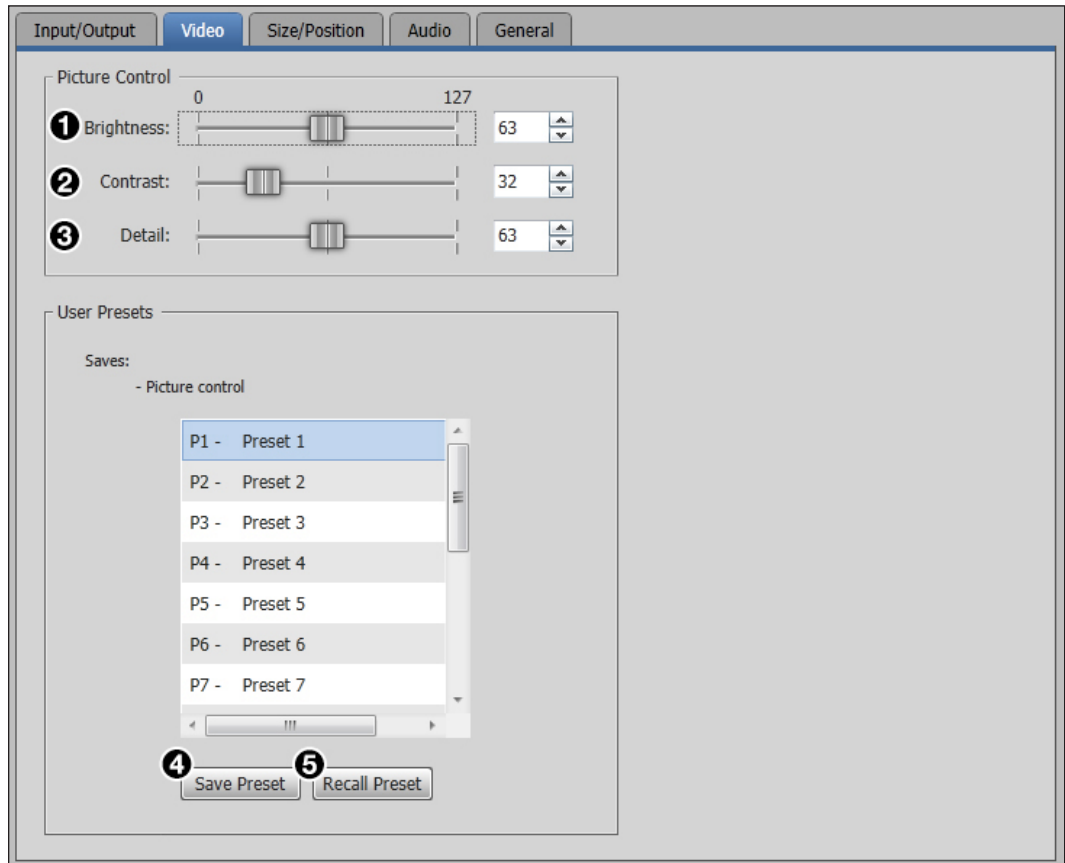 Input/Output Video Size/Position Audio General
Picture Control
0 127
1 Brightness: 63
2 Contrast: 32
3 Detail: 63
User Presets
Saves:
- Picture control
P1 - Preset 1
P2 - Preset 2
P3 - Preset 3
P4 - Preset 4
P5 - Preset 5
P6 - Preset 6
P7 - Preset 7
4 Save Preset 5 Recall Preset